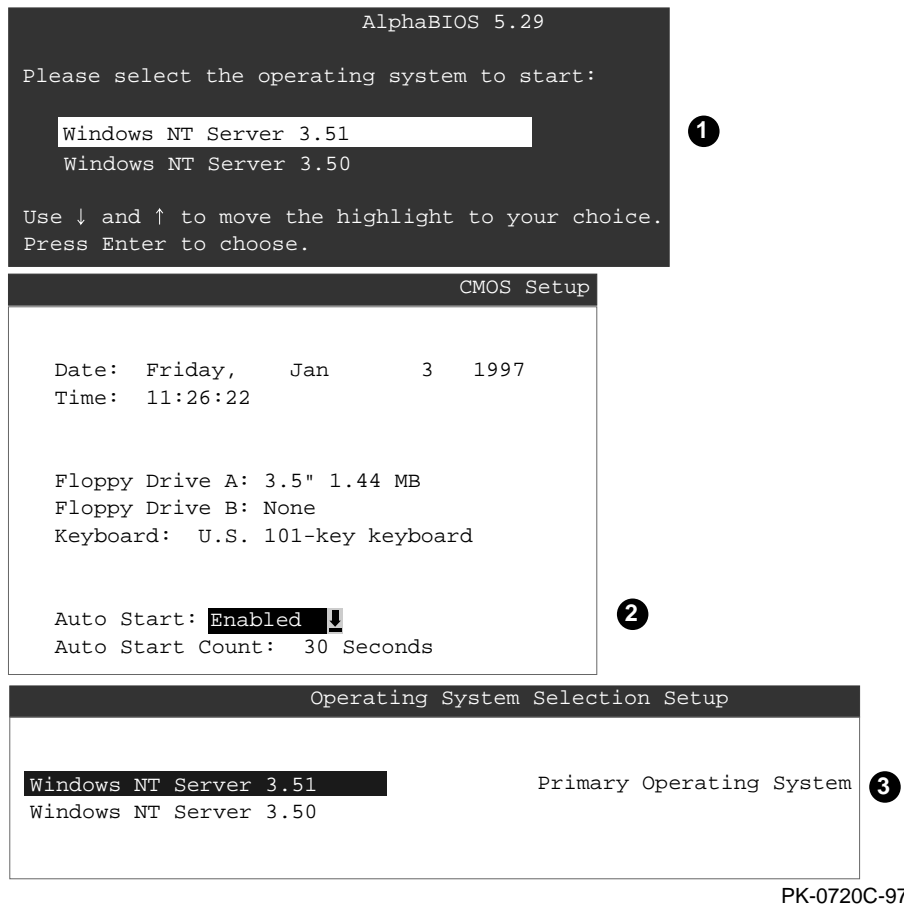 AlphaBIOS 5.29
Please select the operating system to start:
Windows NT Server 3.51
Windows NT Server 3.50
Use ↓ and ↑ to move the highlight to your choice.
Press Enter to choose.
1
CMOS Setup
Date: Friday, Jan 3 1997
Time: 11:26:22
Floppy Drive A: 3.5" 1.44 MB
Floppy Drive B: None
Keyboard: U.S. 101-key keyboard
Auto Start: Enabled ↓
Auto Start Count: 30 Seconds
2
Operating System Selection Setup
Windows NT Server 3.51 Primary Operating System
Windows NT Server 3.50
3
PK-0720C-97